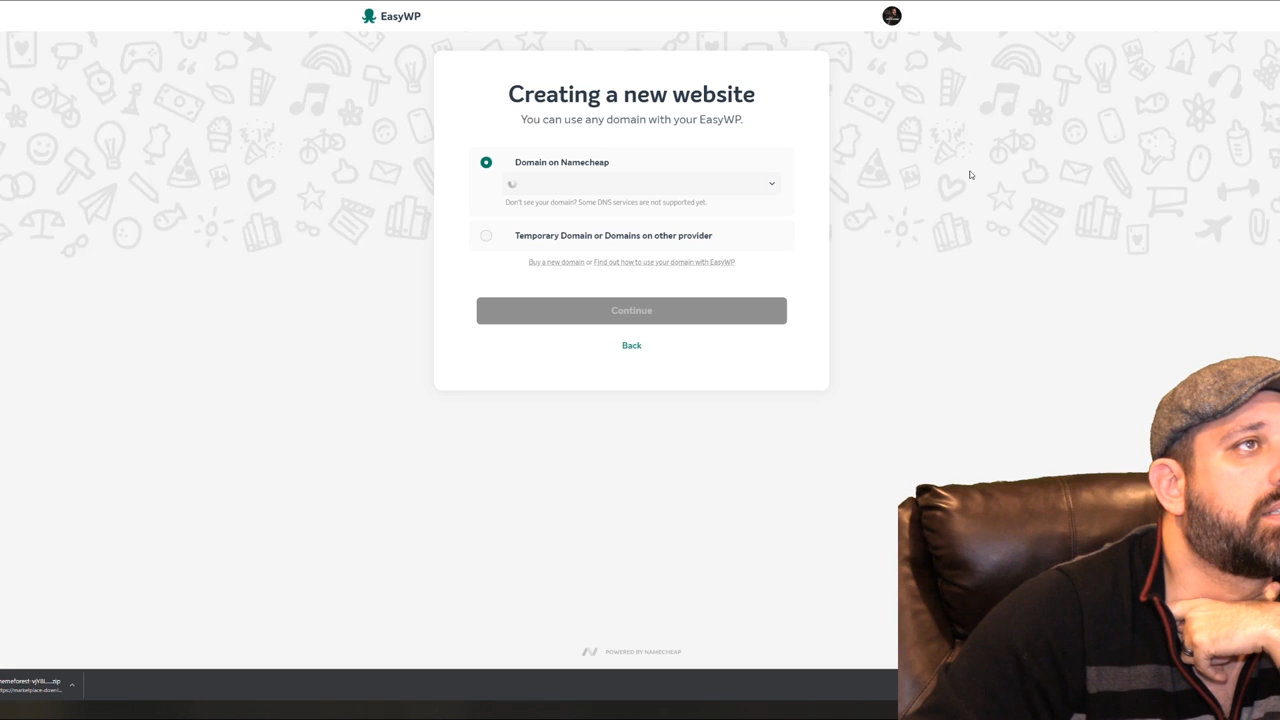 EasyWP
Creating a new website
You can use any domain with your EasyWP.
Domain on Namecheap
Don't see your domain? Some DNS services are not supported yet.
Temporary Domain or Domains on other provider
Buy a new domain or Find out how to use your domain with EasyWP
Continue
Back
POWERED BY NAMECHEAP